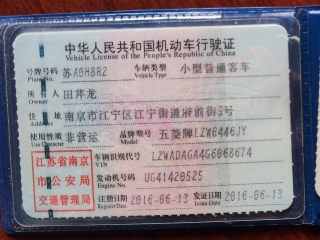 中华人民共和国机动车行驶证
Vehicle License of the People's Republic of China
号牌号码 苏A9H8R2 车辆类型 小型普通客车
Plate No. Vehicle Type
所有人 田芹龙
Owner
住址 南京市江宁区江宁街道府前街5号
Address
使用性质 非营运 品牌型号 五菱牌LZW6446JY
Use Character Model
江苏省南京
市公安局
交通管理局
车辆识别代号 LZWADAGA4G6068674
VIN
发动机号码 UG41420525
Engine No.
注册日期 2016-06-13 发证日期 2016-06-13
Register Date Issue Date